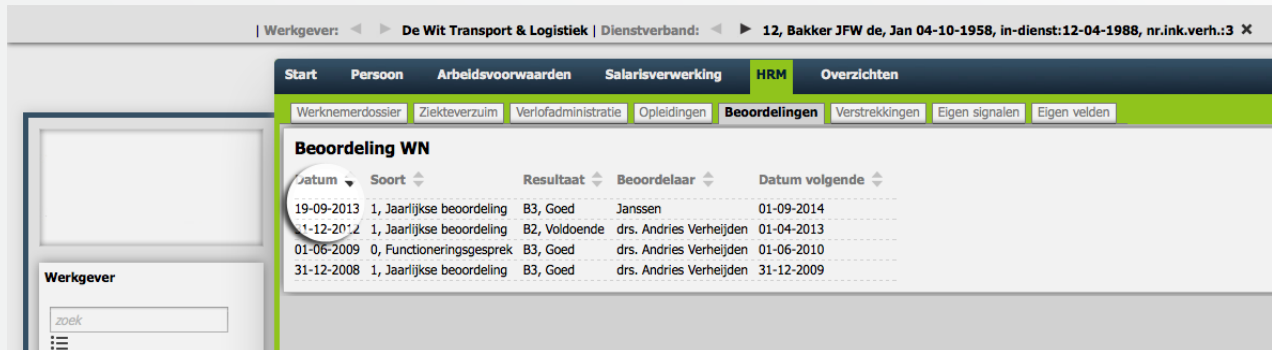 | Werkgever: De Wit Transport & Logistiek | Dienstverband: 12, Bakker JFW de, Jan 04-10-1958, in-dienst:12-04-1988, nr.ink.verh.:3 ×
Start Persoon Arbeidsvoorwaarden Salarisverwerking HRM Overzichten
Werknemerdossier Ziekteverzuim Verlofadministratie Opleidingen Beoordelingen Verstrekkingen Eigen signalen Eigen velden
Beoordeling WN
Datum Soort Resultaat Beoordelaar Datum volgende
19-09-2013 1, Jaarlijkse beoordeling B3, Goed Janssen 01-09-2014
31-12-2012 1, Jaarlijkse beoordeling B2, Voldoende drs. Andries Verheijden 01-04-2013
01-06-2009 0, Functioneringsgesprek B3, Goed drs. Andries Verheijden 01-06-2010
31-12-2008 1, Jaarlijkse beoordeling B3, Goed drs. Andries Verheijden 31-12-2009
Werkgever
zoek